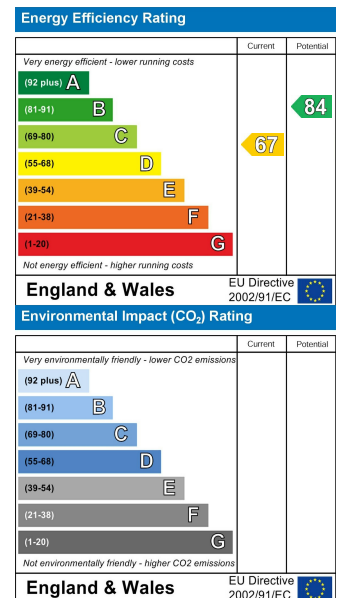 Energy Efficiency Rating
Current Potential
Very energy efficient - lower running costs
(92 plus) A
(81-91) B
84
(69-80) C
67
(55-68) D
(39-54) E
(21-38) F
(1-20) G
Not energy efficient - higher running costs
England & Wales
EU Directive
2002/91/EC
Environmental Impact (CO₂) Rating
Current Potential
Very environmentally friendly - lower CO2 emissions
(92 plus) A
(81-91) B
(69-80) C
(55-68) D
(39-54) E
(21-38) F
(1-20) G
Not environmentally friendly - higher CO2 emissions
England & Wales
EU Directive
2002/91/EC